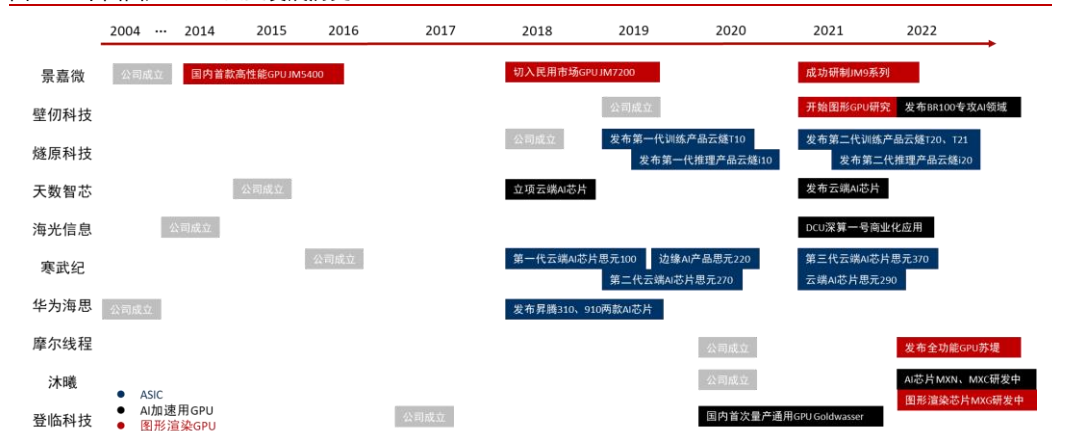 2004 ... 2014 2015 2016 2017 2018 2019 2020 2021 2022
景嘉微 公司成立 国内首款高性能GPU JM5400 切入民用市场GPU JM7200 成功研制JM9系列
壁仞科技 公司成立 开始图形GPU研究 发布BR100专攻AI领域
燧原科技 公司成立 发布第一代训练产品云燧T10 发布第二代训练产品云燧T20、T21
发布第一代推理产品云燧i10 发布第二代推理产品云燧i20
天数智芯 公司成立 立项云端AI芯片 发布云端AI芯片
海光信息 公司成立 DCU深算一号商业化应用
寒武纪 公司成立 第一代云端AI芯片思元100 边缘AI产品思元220 第三代云端AI芯片思元370
第二代云端AI芯片思元270 云端AI芯片思元290
华为海思 公司成立 发布昇腾310、910两款AI芯片
摩尔线程 公司成立 发布全功能GPU苏堤
沐曦 公司成立 AI芯片MXN、MXC研发中
图形渲染芯片MXG研发中
登临科技 公司成立 国内首次量产通用GPU Goldwasser
ASIC
AI加速用GPU
图形渲染GPU